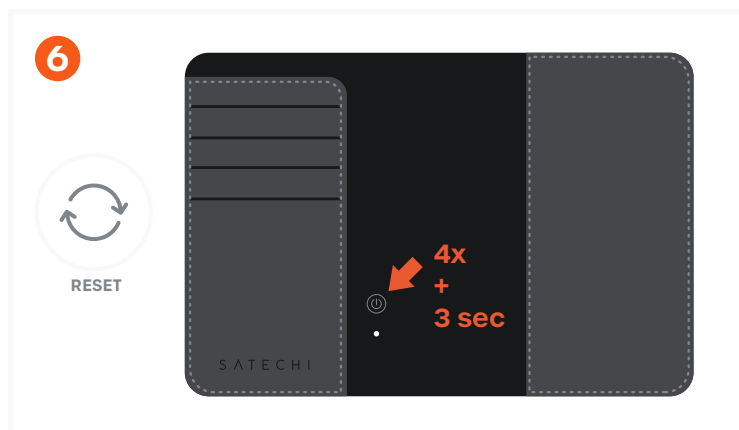 6
RESET
4x
+
3 sec
SATECHI